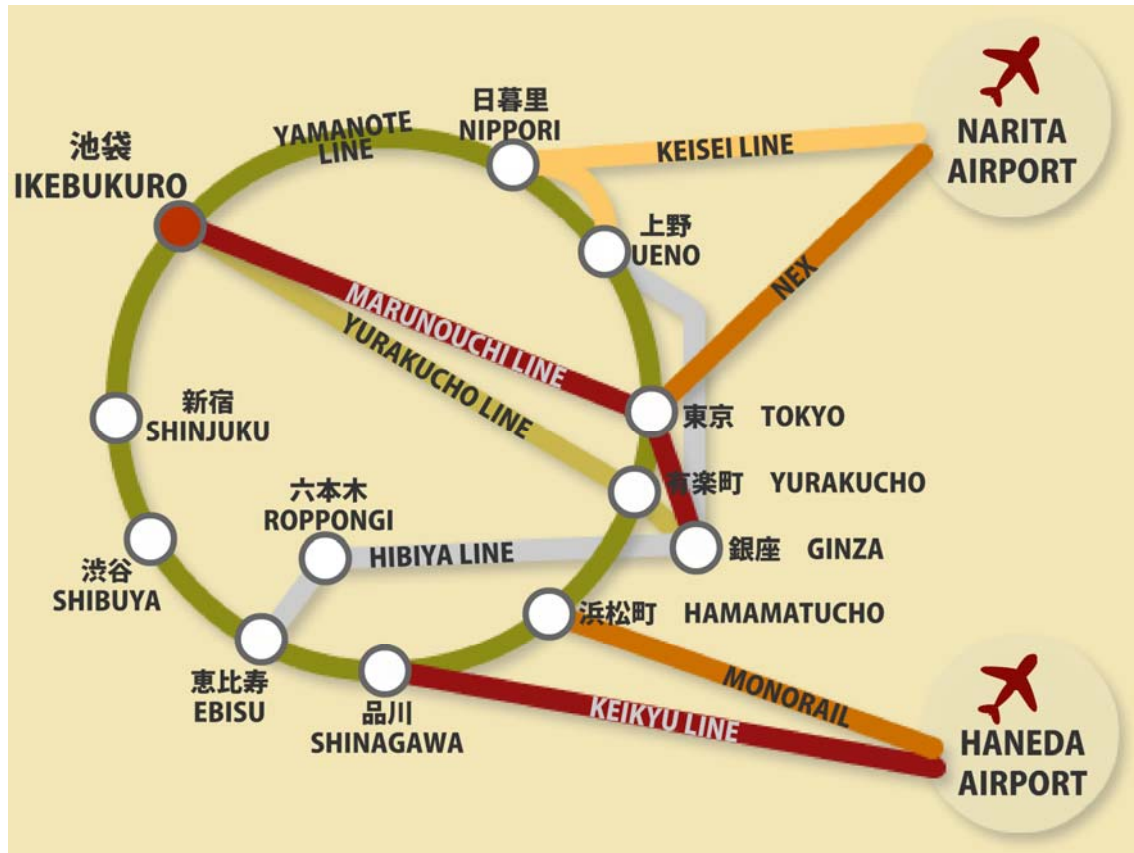 日暮里
NIPPORI
YAMANOTE
LINE
池袋
IKEBUKURO
KEISEI LINE
NARITA
AIRPORT
上野
UENO
NEX
MARUNOUCHI LINE
YURAKUCHO LINE
新宿
SHINJUKU
東京 TOKYO
有楽町 YURAKUCHO
六本木
ROPPONGI
HIBIYA LINE
銀座 GINZA
渋谷
SHIBUYA
浜松町 HAMAMATUCHO
恵比寿
EBISU
品川
SHINAGAWA
MONORAIL
KEIKYU LINE
HANEDA
AIRPORT